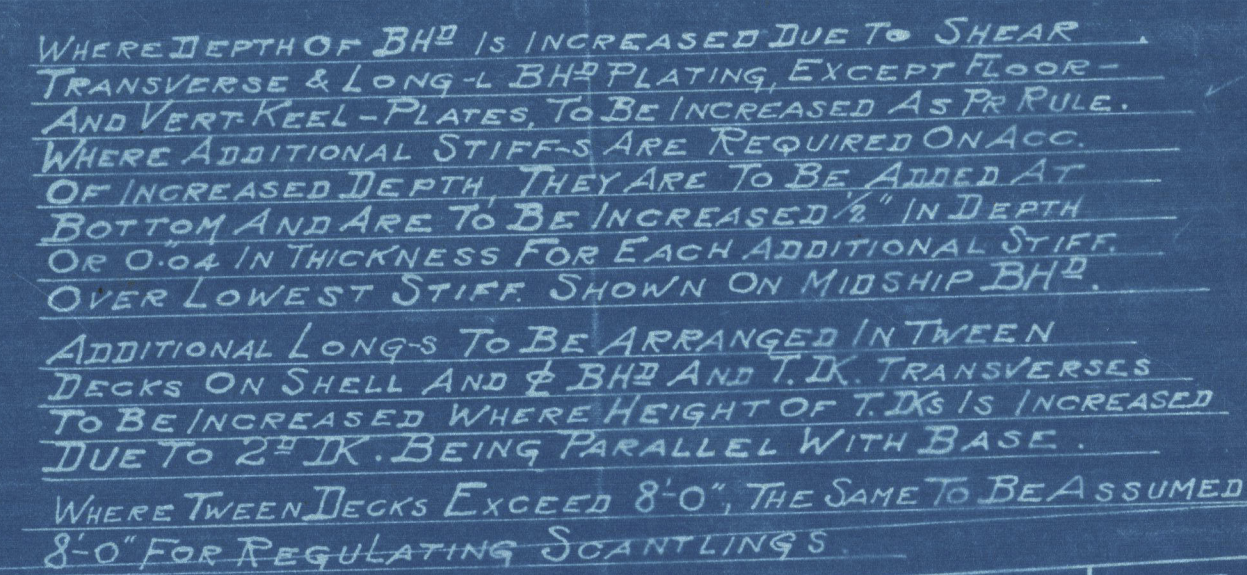 WHERE DEPTH OF BHᴰ IS INCREASED DUE TO SHEAR
TRANSVERSE & LONG-L BHᴰ PLATING, EXCEPT FLOOR-
AND VERT-KEEL-PLATES, TO BE INCREASED AS PR RULE.
WHERE ADDITIONAL STIFF-S ARE REQUIRED ON ACC.
OF INCREASED DEPTH, THEY ARE TO BE ADDED AT
BOTTOM AND ARE TO BE INCREASED 1/2" IN DEPTH
OR 0.04" IN THICKNESS FOR EACH ADDITIONAL STIFF.
OVER LOWEST STIFF. SHOWN ON MIDSHIP BHᴰ.
ADDITIONAL LONG-S TO BE ARRANGED IN TWEEN
DECKS ON SHELL AND ₵ BHᴰ AND T. DK. TRANSVERSES
TO BE INCREASED WHERE HEIGHT OF T. DKS IS INCREASED
DUE TO 2ᴰ DK. BEING PARALLEL WITH BASE.
WHERE TWEEN DECKS EXCEED 8'-0", THE SAME TO BE ASSUMED
8'-0" FOR REGULATING SCANTLINGS.